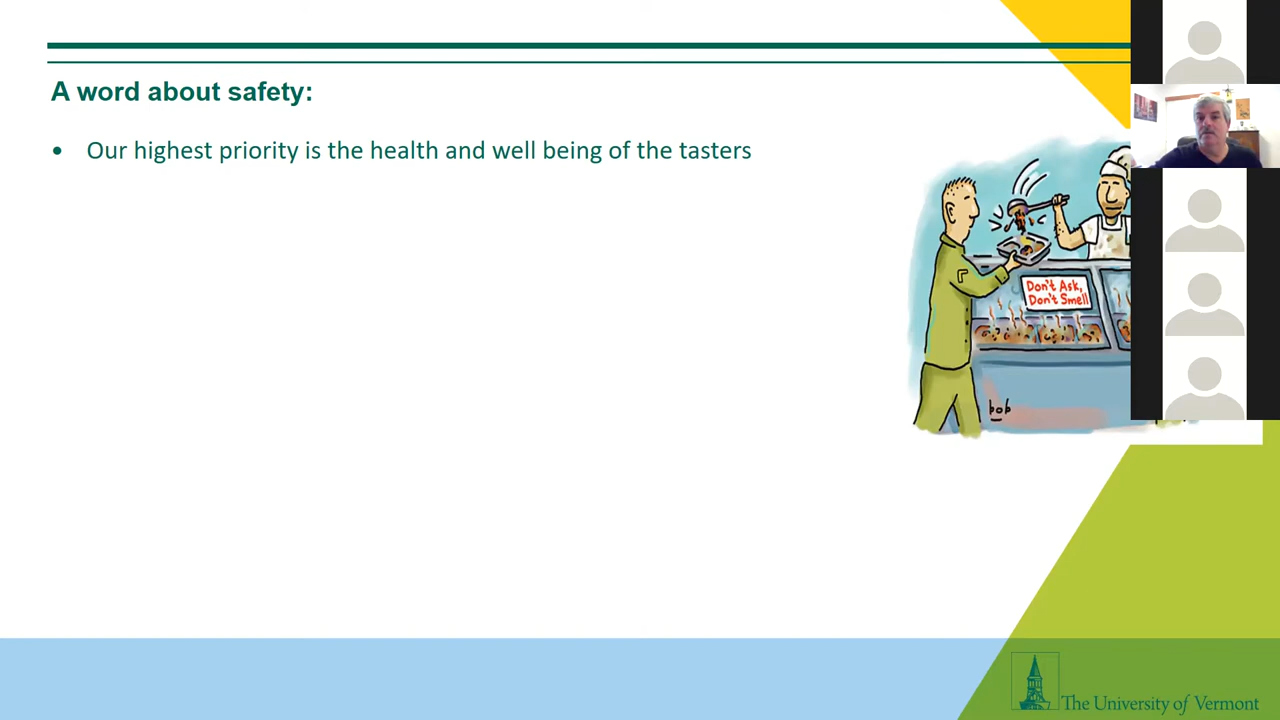 A word about safety:
• Our highest priority is the health and well being of the tasters
Don't Ask,
Don't Smell
bob
The University of Vermont